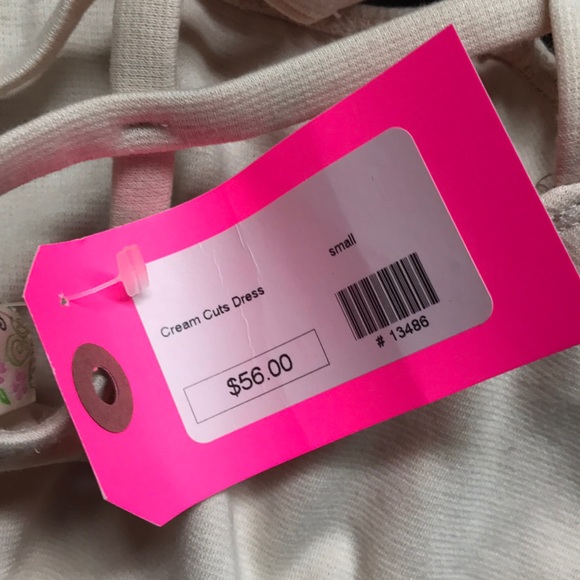 small
Cream Cuts Dress
$56.00
# 13486